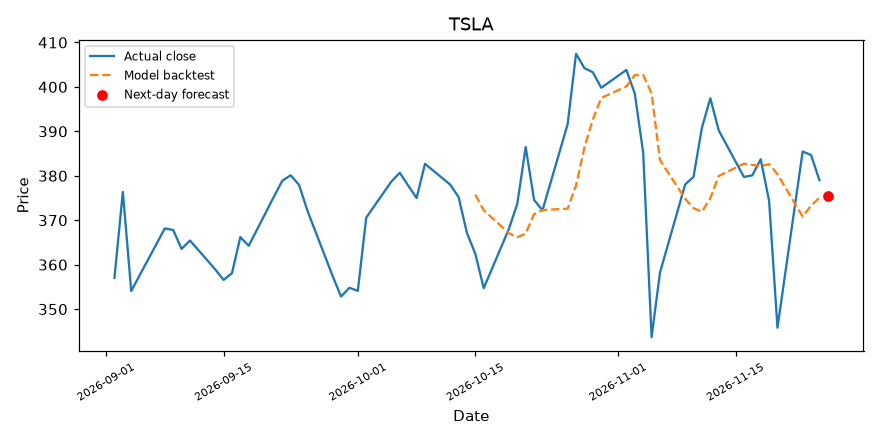 TSLA
Actual close
Model backtest
Next-day forecast
410
400
390
380
370
360
350
Price
2026-09-01
2026-09-15
2026-10-01
2026-10-15
2026-11-01
2026-11-15
Date